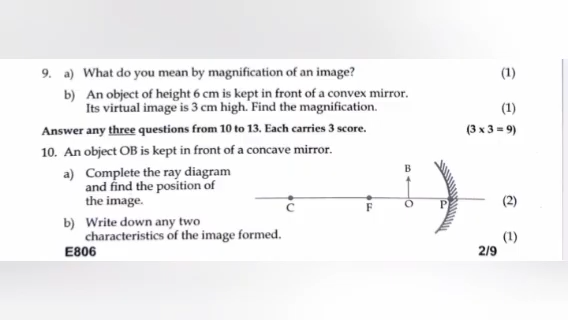 9. a) What do you mean by magnification of an image? (1)
b) An object of height 6 cm is kept in front of a convex mirror.
Its virtual image is 3 cm high. Find the magnification. (1)
Answer any three questions from 10 to 13. Each carries 3 score. (3 x 3 = 9)
10. An object OB is kept in front of a concave mirror.
a) Complete the ray diagram
and find the position of
the image. (2)
B
C F O P
b) Write down any two
characteristics of the image formed. (1)
E806 2/9